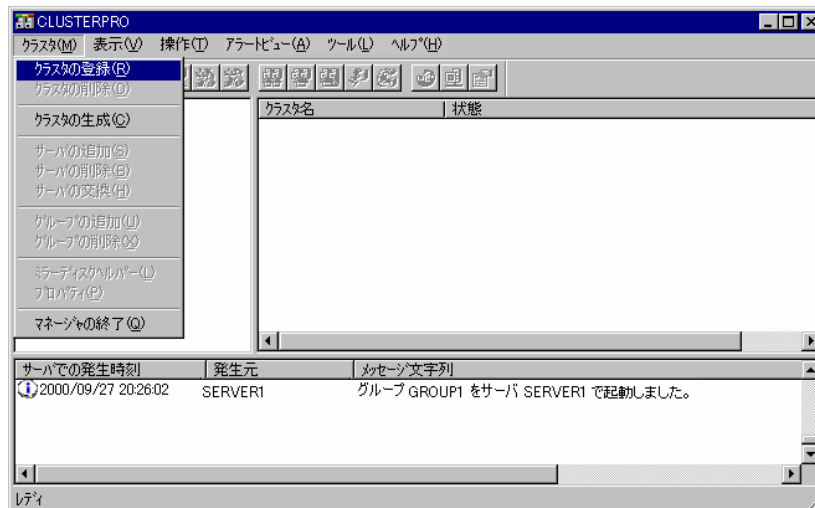 CLUSTERPRO
クラスタ(M) 表示(V) 操作(T) アラートビュー(A) ツール(L) ヘルプ(H)
クラスタの登録(R)
クラスタの削除(D)
クラスタの生成(C)
サーバの追加(S)
サーバの削除(B)
サーバの交換(H)
グループの追加(U)
グループの削除(X)
ミラーディスクヘルパー(L)
プロパティ(P)
マネージャの終了(Q)
クラスタ名 状態
サーバでの発生時刻 発生元 メッセージ文字列
2000/09/27 20:26:02 SERVER1 グループ GROUP1 をサーバ SERVER1 で起動しました。
レディ